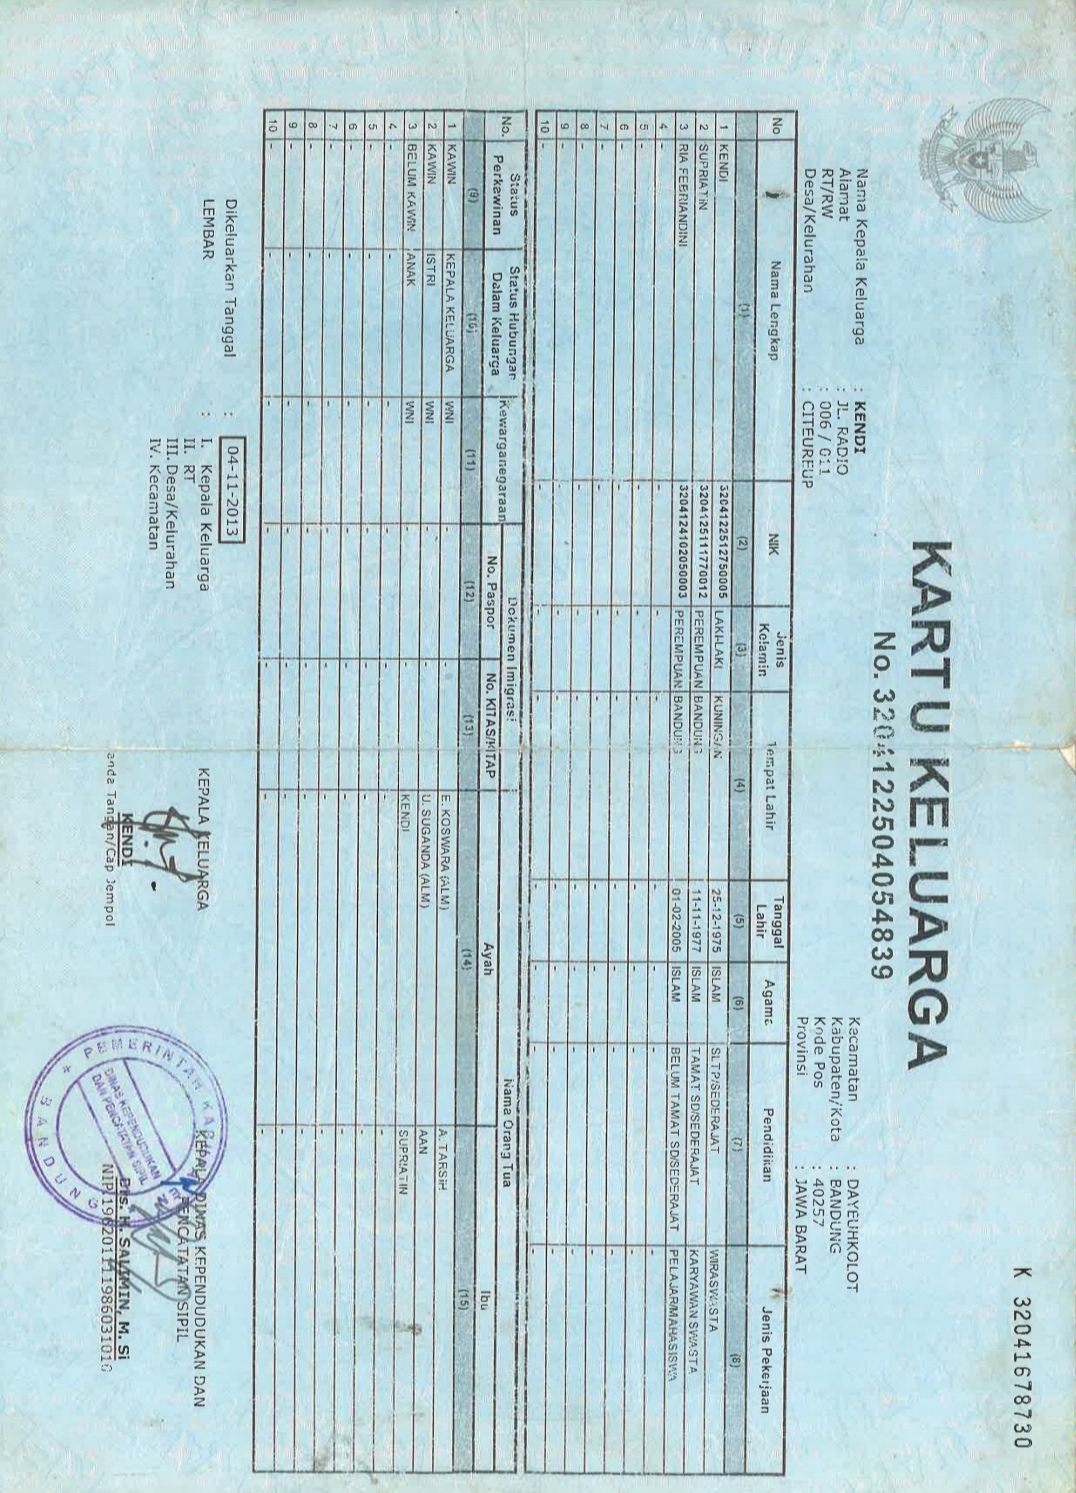 K 32041678730
KARTU KELUARGA
No. 3204122504054839
Nama Kepala Keluarga : KENDI
Alamat : JL. RADIO
RT/RW : 006 / 011
Desa/Kelurahan : CITEUREUP
Kecamatan : DAYEUHKOLOT
Kabupaten/Kota : BANDUNG
Kode Pos : 40257
Provinsi : JAWA BARAT
No Nama Lengkap NIK Jenis Kelamin Tempat Lahir Tanggal Lahir Agama Pendidikan Jenis Pekerjaan
(1) (2) (3) (4) (5) (6) (7) (8)
1 KENDI 3204122512750005 LAKI-LAKI KUNINGAN 25-12-1975 ISLAM SLTP/SEDERAJAT WIRASWASTA
2 SUPRIATIN 3204125111770012 PEREMPUAN BANDUNG 11-11-1977 ISLAM TAMAT SD/SEDERAJAT KARYAWAN SWASTA
3 RIA FEBRIANDINI 3204124102050003 PEREMPUAN BANDUNG 01-02-2005 ISLAM BELUM TAMAT SD/SEDERAJAT PELAJAR/MAHASISWA
4 - - - - - - - -
5 - - - - - - - -
6 - - - - - - - -
7 - - - - - - - -
8 - - - - - - - -
9 - - - - - - - -
10 - - - - - - - -
No. Status Perkawinan Status Hubungan Dalam Keluarga Kewarganegaraan Dokumen Imigrasi Nama Orang Tua
No. Paspor No. KITAS/KITAP Ayah Ibu
(9) (10) (11) (12) (13) (14) (15)
1 KAWIN KEPALA KELUARGA WNI - - E. KOSWARA (ALM) A. TARSIH
2 KAWIN ISTRI WNI - - U. SUGANDA (ALM) AAN
3 BELUM KAWIN ANAK WNI - - KENDI SUPRIATIN
4 - - - - - - -
5 - - - - - - -
6 - - - - - - -
7 - - - - - - -
8 - - - - - - -
9 - - - - - - -
10 - - - - - - -
Dikeluarkan Tanggal : 04-11-2013
LEMBAR : I. Kepala Keluarga
II. RT
III. Desa/Kelurahan
IV. Kecamatan
KEPALA KELUARGA
KENDI
anda Tangan/Cap Jempol
KEPALA DINAS KEPENDUDUKAN DAN
PENCATATAN SIPIL
Drs. H. SALIMIN, M. Si
NIP
PEMERINTAH KAB
DINAS KEPENDUDUKAN
DAN PENCATATAN SIPIL
BANDUNG